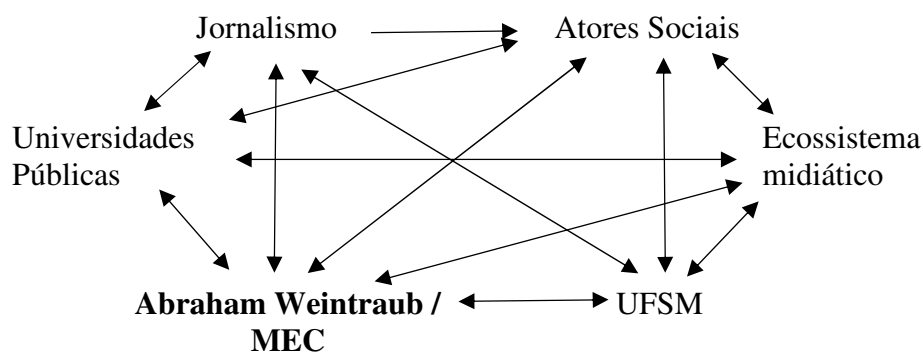 Jornalismo
Atores Sociais
Universidades
Públicas
Ecossistema
midiático
Abraham Weintraub /
MEC
UFSM